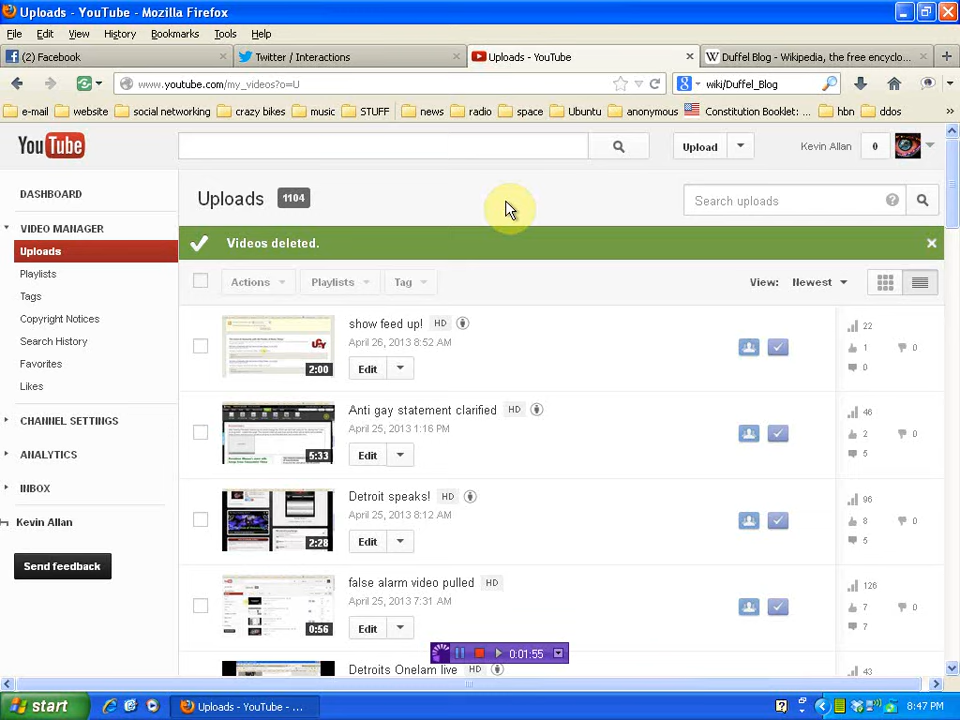 Uploads - YouTube - Mozilla Firefox
File Edit View History Bookmarks Tools Help
(2) Facebook × Twitter / Interactions × Uploads - YouTube × Duffel Blog - Wikipedia, the free encyclo... × +
www.youtube.com/my_videos?o=U wiki/Duffel_Blog
e-mail website social networking crazy bikes music STUFF news radio space Ubuntu anonymous Constitution Booklet: ... hbn ddos »
YouTube Upload Kevin Allan 0
DASHBOARD
VIDEO MANAGER
Uploads
Playlists
Tags
Copyright Notices
Search History
Favorites
Likes
CHANNEL SETTINGS
ANALYTICS
INBOX
Kevin Allan
Send feedback
Uploads 1104 Search uploads ?
Videos deleted. ×
Actions Playlists Tag View: Newest
show feed up! HD
April 26, 2013 8:52 AM
2:00 Edit
22
1 0
0
Anti gay statement clarified HD
April 25, 2013 1:16 PM
5:33 Edit
46
2 0
5
Detroit speaks! HD
April 25, 2013 8:12 AM
2:28 Edit
96
8 0
5
false alarm video pulled HD
April 25, 2013 7:31 AM
0:56 Edit
126
7 0
7
Detroits Onelam live HD
43
0:01:55
start Uploads - YouTube - ... 8:47 PM